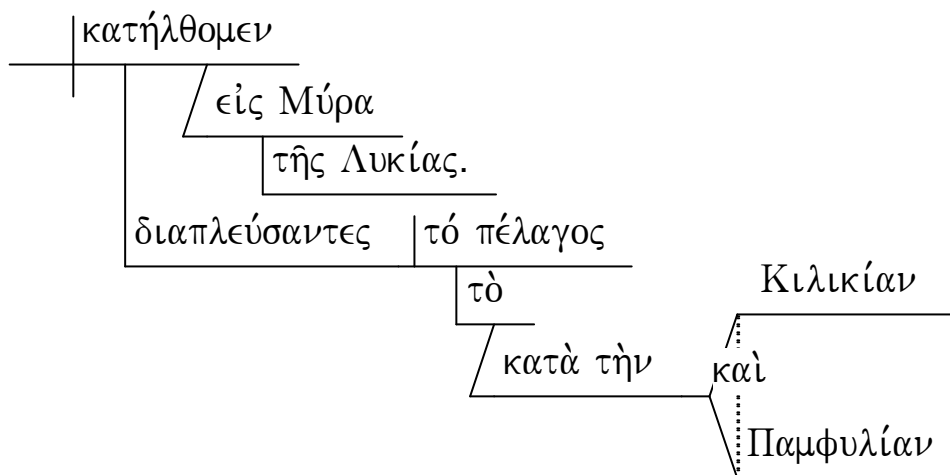 κατήλθομεν
εἰς Μύρα
τῆς Λυκίας.
διαπλεύσαντες τό πέλαγος
τὸ
Κιλικίαν
κατὰ τὴν καὶ
Παμφυλίαν